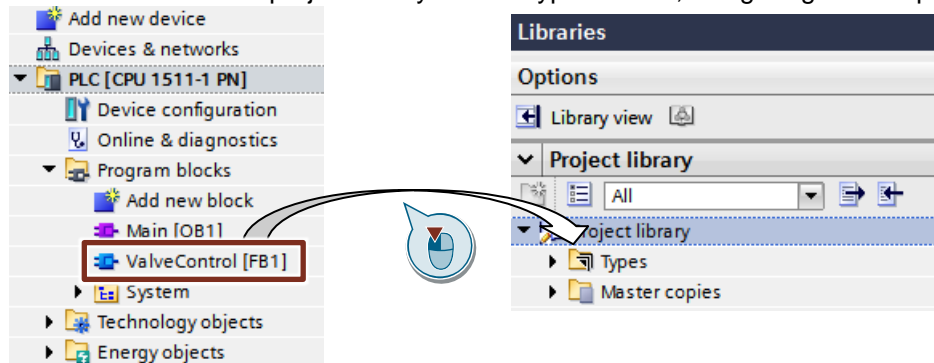 Add new device
Devices & networks
PLC [CPU 1511-1 PN]
Device configuration
Online & diagnostics
Program blocks
Add new block
Main [OB1]
ValveControl [FB1]
System
Technology objects
Energy objects
Libraries
Options
Library view
Project library
All
roject library
Types
Master copies